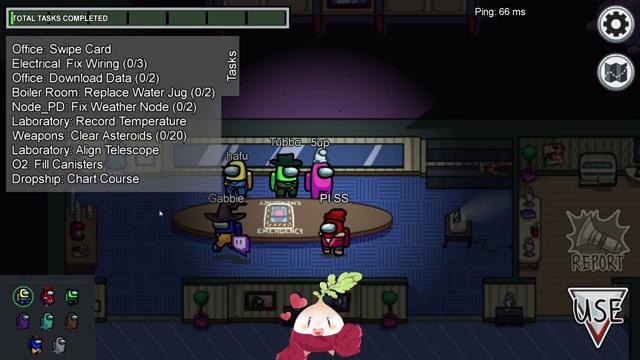 TOTAL TASKS COMPLETED
Ping: 66 ms
Office: Swipe Card
Electrical: Fix Wiring (0/3)
Office: Download Data (0/2)
Boiler Room: Replace Water Jug (0/2)
Node_PD: Fix Weather Node (0/2)
Laboratory: Record Temperature
Weapons: Clear Asteroids (0/20)
Laboratory: Align Telescope
O2: Fill Canisters
Dropship: Chart Course
Tasks
Tubbo
5up
hafu
Gabbie
PI.SS
EMERGENCY
EMERGENCY
REPORT
USE